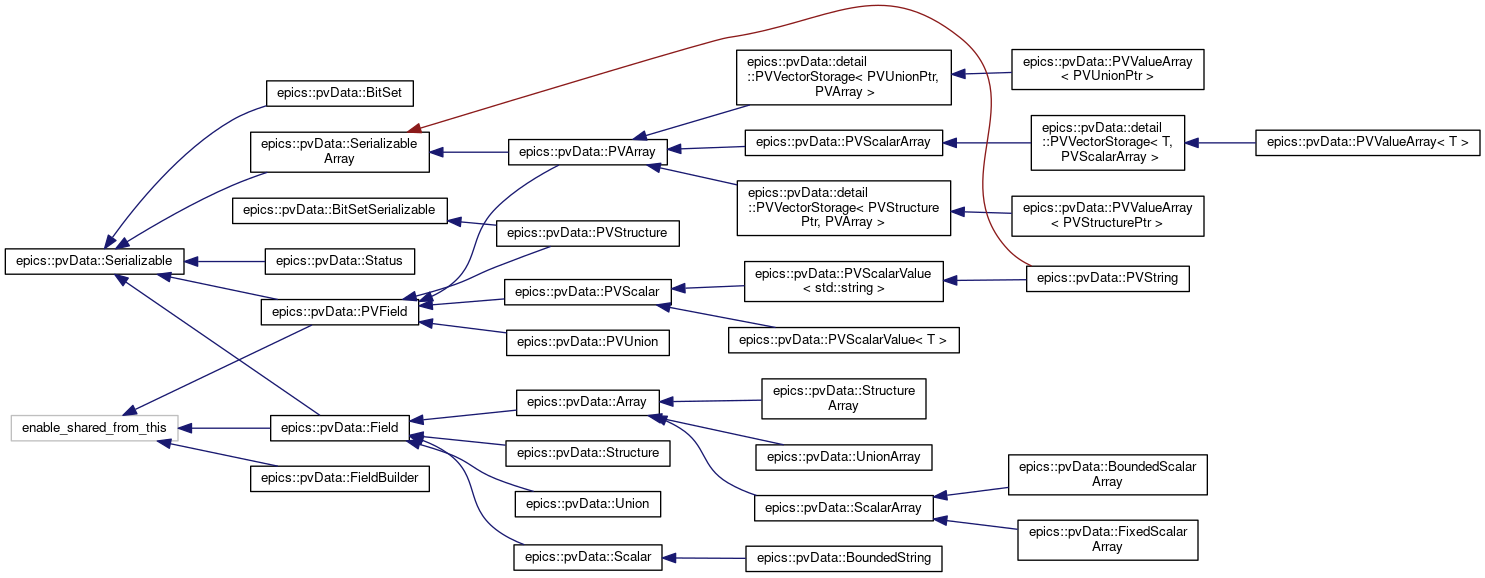 epics::pvData::Serializable
enable_shared_from_this
epics::pvData::BitSet
epics::pvData::Serializable
Array
epics::pvData::BitSetSerializable
epics::pvData::Status
epics::pvData::PVField
epics::pvData::Field
epics::pvData::FieldBuilder
epics::pvData::PVArray
epics::pvData::PVStructure
epics::pvData::PVScalar
epics::pvData::PVUnion
epics::pvData::Array
epics::pvData::Structure
epics::pvData::Union
epics::pvData::Scalar
epics::pvData::detail
::PVVectorStorage< PVUnionPtr,
PVArray >
epics::pvData::PVScalarArray
epics::pvData::detail
::PVVectorStorage< PVStructure
Ptr, PVArray >
epics::pvData::PVScalarValue
< std::string >
epics::pvData::PVScalarValue< T >
epics::pvData::Structure
Array
epics::pvData::UnionArray
epics::pvData::ScalarArray
epics::pvData::BoundedString
epics::pvData::PVValueArray
< PVUnionPtr >
epics::pvData::detail
::PVVectorStorage< T,
PVScalarArray >
epics::pvData::PVValueArray
< PVStructurePtr >
epics::pvData::PVString
epics::pvData::BoundedScalar
Array
epics::pvData::FixedScalar
Array
epics::pvData::PVValueArray< T >